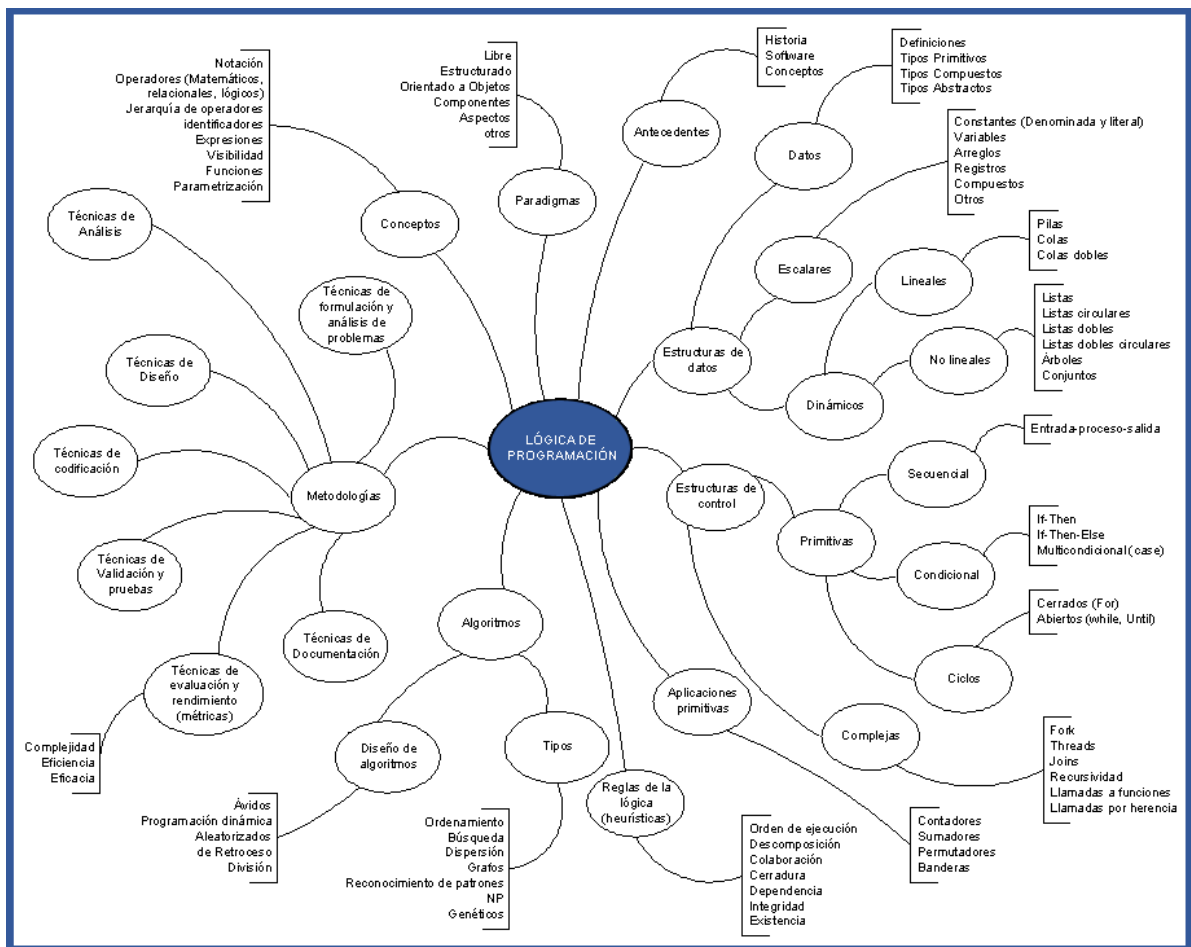 LÓGICA DE
PROGRAMACIÓN
Antecedentes
Historia
Software
Conceptos
Estructuras de
datos
Datos
Definiciones
Tipos Primitivos
Tipos Compuestos
Tipos Abstractos
Escalares
Constantes (Denominada y literal)
Variables
Arreglos
Registros
Compuestos
Otros
Dinámicos
Lineales
Pilas
Colas
Colas dobles
No lineales
Listas
Listas circulares
Listas dobles
Listas dobles circulares
Árboles
Conjuntos
Estructuras de
control
Primitivas
Secuencial
Entrada-proceso-salida
Condicional
If-Then
If-Then-Else
Multicondicional (case)
Ciclos
Cerrados (For)
Abiertos (while, Until)
Complejas
Fork
Threads
Joins
Recursividad
Llamadas a funciones
Llamadas por herencia
Aplicaciones
primitivas
Contadores
Sumadores
Permutadores
Banderas
Reglas de la
lógica
(heurísticas)
Orden de ejecución
Descomposición
Colaboración
Cerradura
Dependencia
Integridad
Existencia
Algoritmos
Tipos
Ordenamiento
Búsqueda
Dispersión
Grafos
Reconocimiento de patrones
NP
Genéticos
Diseño de
algoritmos
Ávidos
Programación dinámica
Aleatorizados
de Retroceso
División
Metodologías
Técnicas de
Documentación
Técnicas de
evaluación y
rendimiento
(métricas)
Complejidad
Eficiencia
Eficacia
Técnicas de
Validación y
pruebas
Técnicas de
codificación
Técnicas de
Diseño
Técnicas de
Análisis
Técnicas de
formulación y
análisis de
problemas
Conceptos
Notación
Operadores (Matemáticos,
relacionales, lógicos)
Jerarquía de operadores
identificadores
Expresiones
Visibilidad
Funciones
Parametrización
Paradigmas
Libre
Estructurado
Orientado a Objetos
Componentes
Aspectos
otros